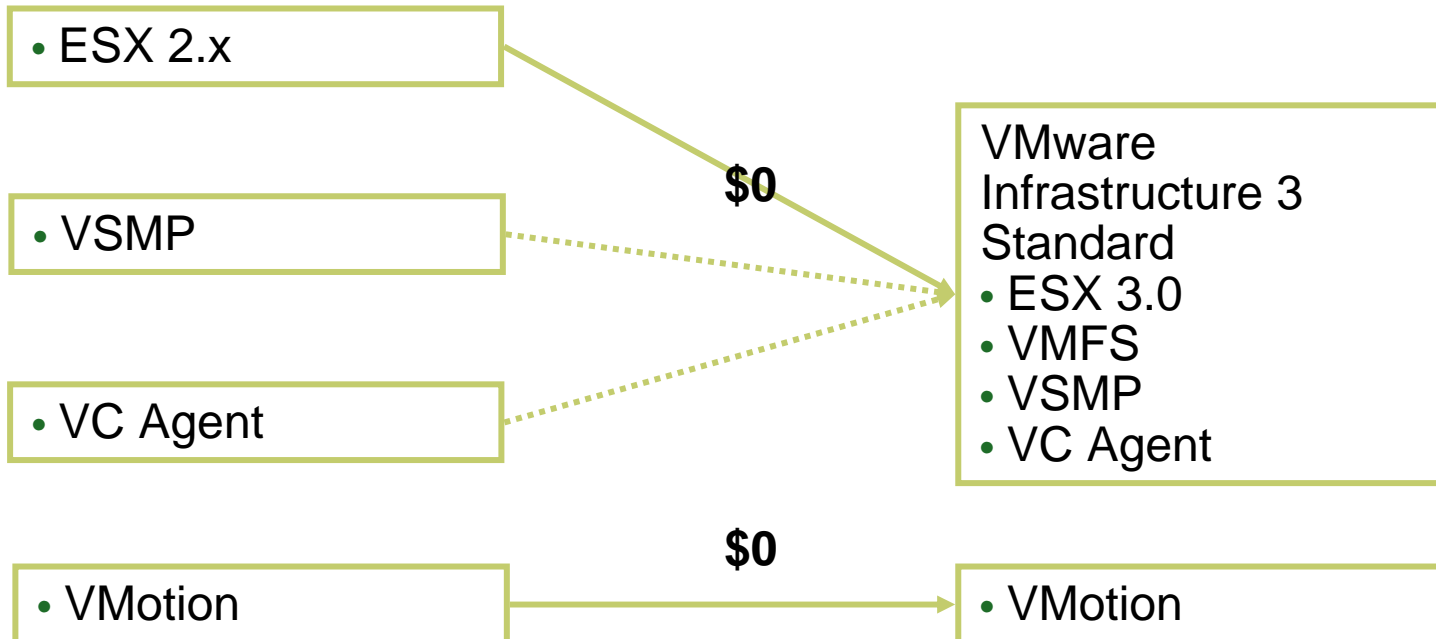 • ESX 2.x
• VSMP
• VC Agent
• VMotion
$0
$0
VMware
Infrastructure 3
Standard
• ESX 3.0
• VMFS
• VSMP
• VC Agent
• VMotion